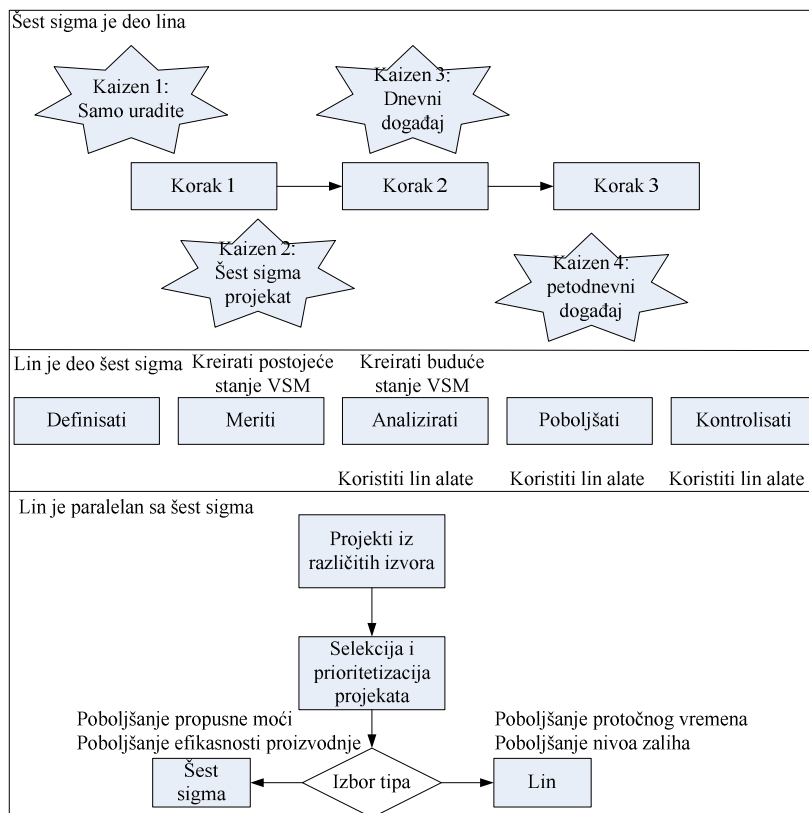 Šest sigma je deo lina
Kaizen 1:
Samo uradite
Kaizen 3:
Dnevni
događaj
Korak 1
Korak 2
Korak 3
Kaizen 2:
Šest sigma
projekat
Kaizen 4:
petodnevni
događaj
Lin je deo šest sigma
Kreirati postojeće
stanje VSM
Kreirati buduće
stanje VSM
Definisati
Meriti
Analizirati
Poboljšati
Kontrolisati
Koristiti lin alate
Koristiti lin alate
Koristiti lin alate
Lin je paralelan sa šest sigma
Projekti iz
različitih izvora
Selekcija i
prioritetizacija
projekata
Poboljšanje propusne moći
Poboljšanje efikasnosti proizvodnje
Poboljšanje protočnog vremena
Poboljšanje nivoa zaliha
Šest
sigma
Izbor tipa
Lin